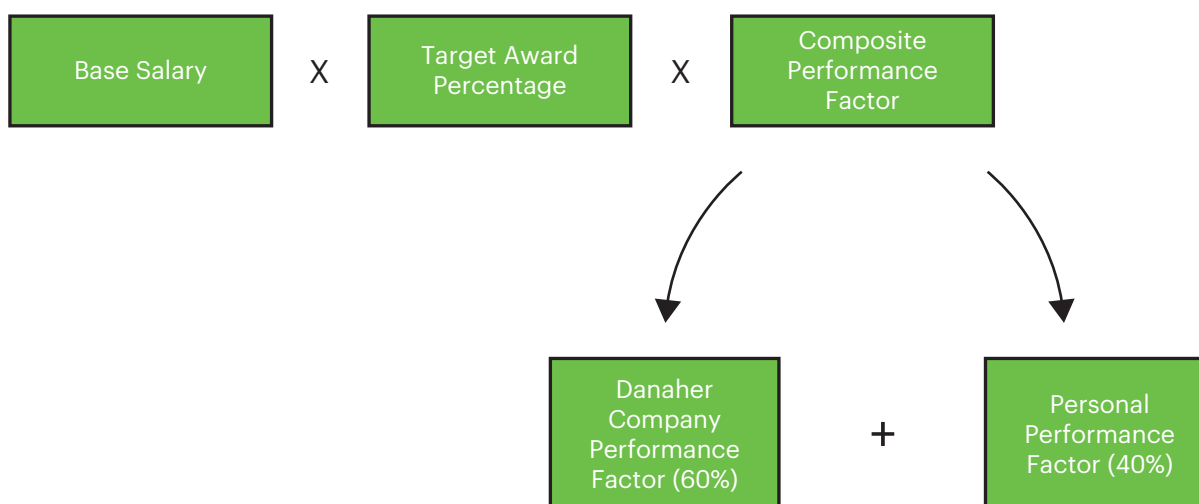 Base Salary
X
Target Award
Percentage
X
Composite
Performance
Factor
Danaher
Company
Performance
Factor (60%)
+
Personal
Performance
Factor (40%)